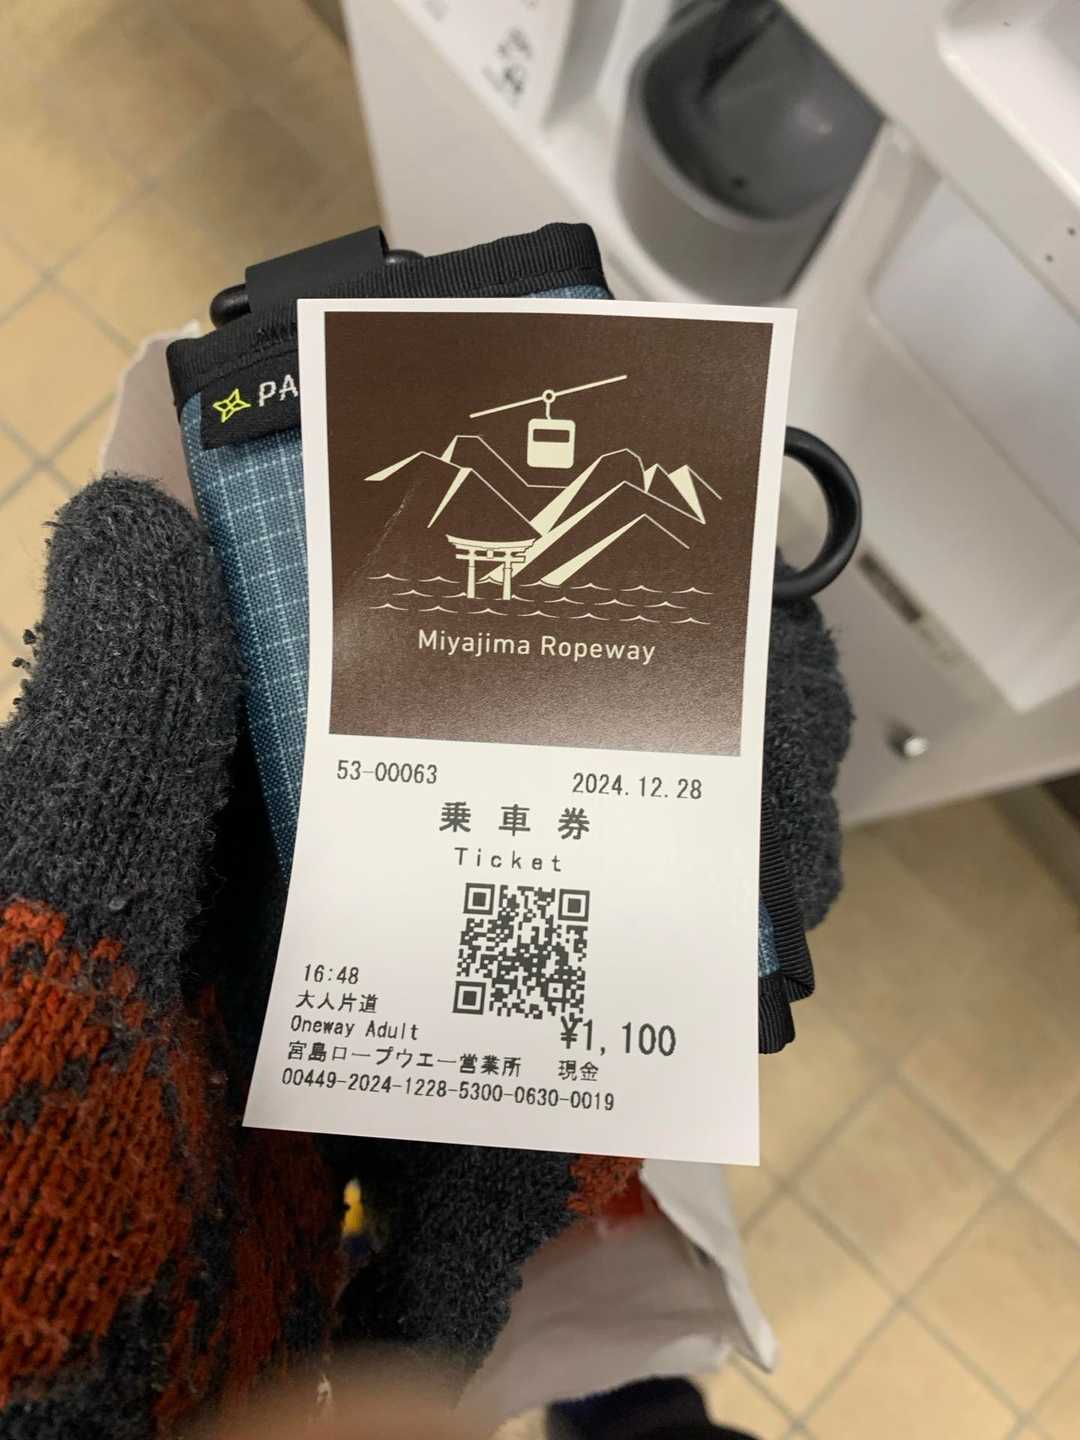 PA
Miyajima Ropeway
53-00063 2024.12.28
乗車券
Ticket
16:48
大人片道
Oneway Adult
¥1,100
宮島ロープウエー営業所 現金
00449-2024-1228-5300-0630-0019